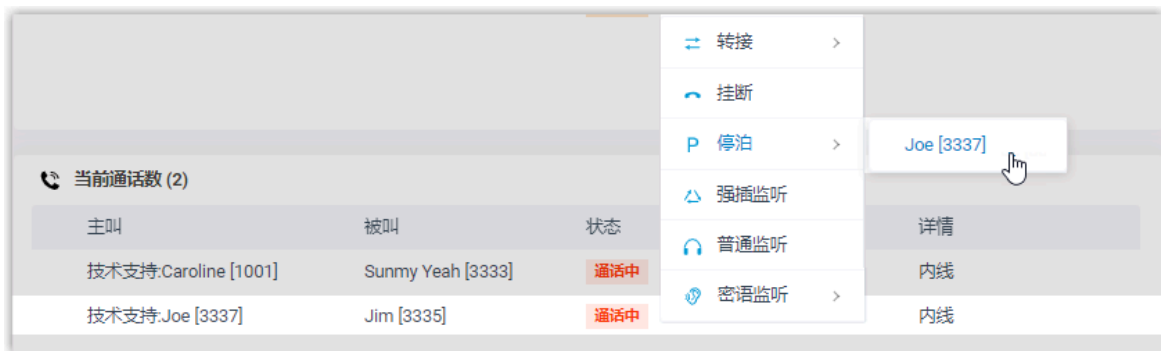 转接
挂断
P 停泊
Joe [3337]
强插监听
当前通话数 (2)
主叫 被叫 状态 详情
普通监听
技术支持:Caroline [1001] Sunmy Yeah [3333] 通话中 内线
密语监听
技术支持:Joe [3337] Jim [3335] 通话中 内线